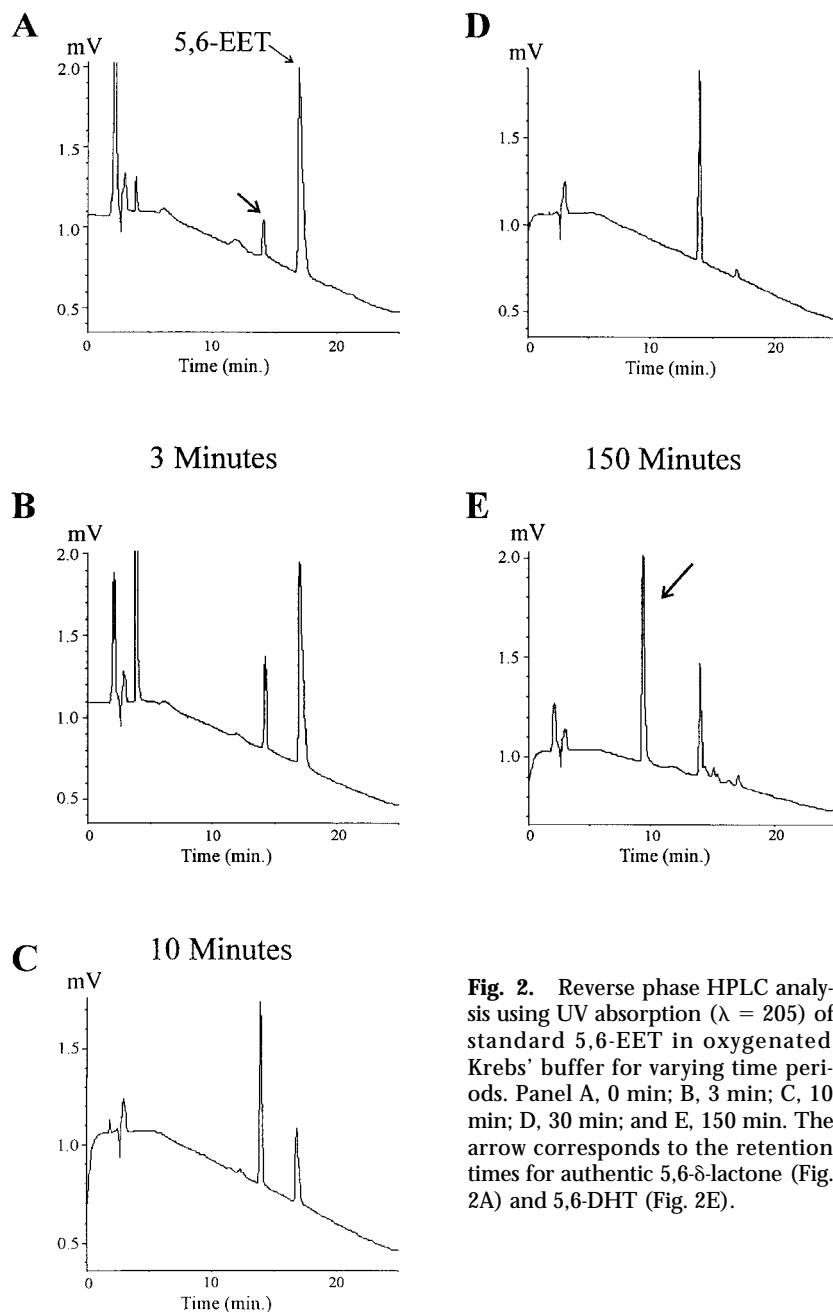 A
mV
5,6-EET
2.0
1.5
1.0
0.5
0 10 20
Time (min.)
D
mV
2.0
1.5
1.0
0.5
0 10 20
Time (min.)
3 Minutes
B
mV
2.0
1.5
1.0
0.5
0 10 20
Time (min.)
150 Minutes
E
mV
2.0
1.5
1.0
0 10 20
Time (min.)
10 Minutes
C
mV
1.5
1.0
0.5
0 10 20
Time (min.)
Fig. 2. Reverse phase HPLC analy-
sis using UV absorption (λ = 205) of
standard 5,6-EET in oxygenated
Krebs' buffer for varying time peri-
ods. Panel A, 0 min; B, 3 min; C, 10
min; D, 30 min; and E, 150 min. The
arrow corresponds to the retention
times for authentic 5,6-δ-lactone (Fig.
2A) and 5,6-DHT (Fig. 2E).